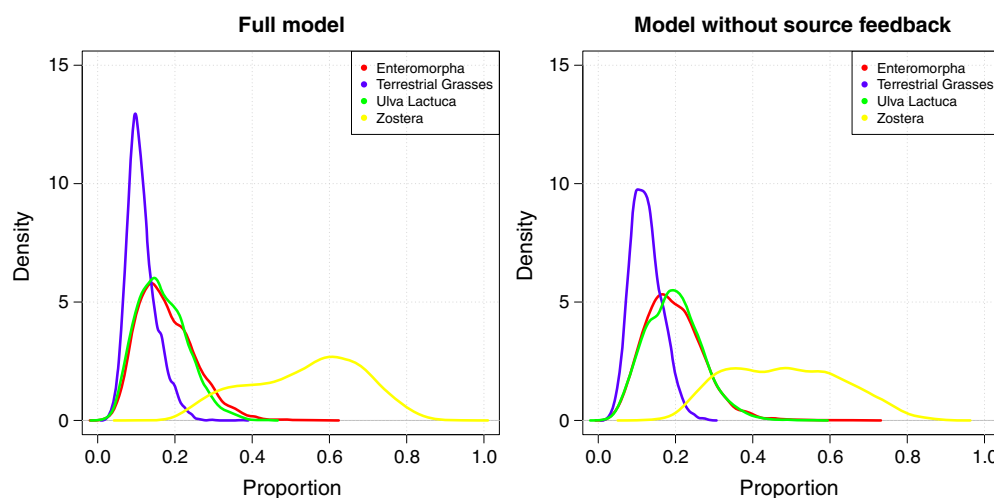 Full model
15
10
5
0
Density
Enteromorpha
Terrestrial Grasses
Ulva Lactuca
Zostera
0.0 0.2 0.4 0.6 0.8 1.0
Proportion
Model without source feedback
15
10
5
0
Density
Enteromorpha
Terrestrial Grasses
Ulva Lactuca
Zostera
0.0 0.2 0.4 0.6 0.8 1.0
Proportion